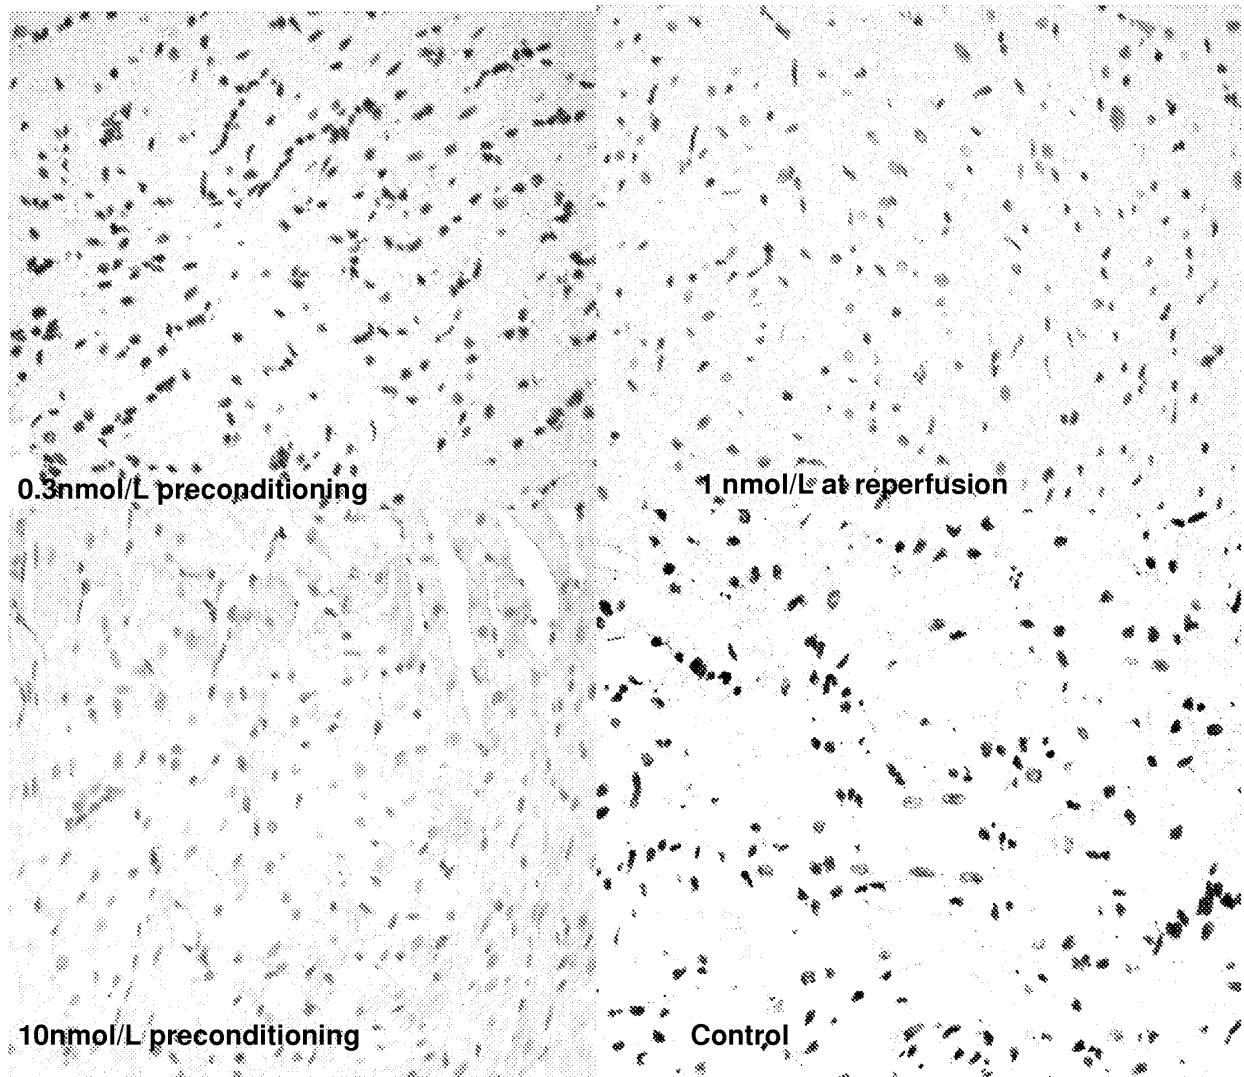 0.3nmol/L preconditioning
1 nmol/L at reperfusion
10nmol/L preconditioning
Control